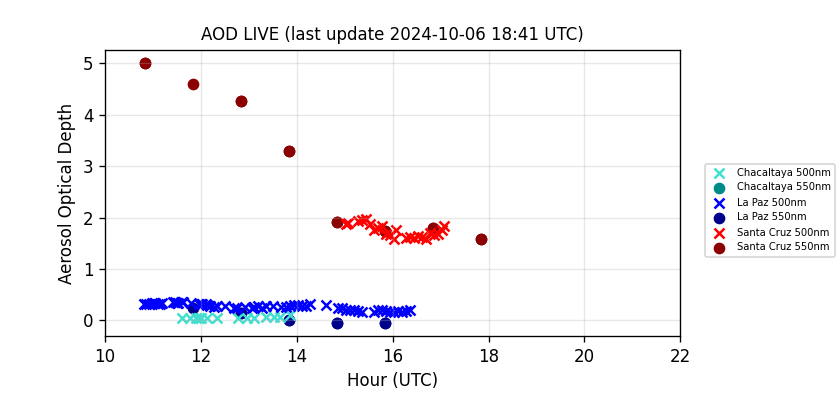 AOD LIVE (last update 2024-10-06 18:41 UTC)
Aerosol Optical Depth
5
4
3
2
1
0
10 12 14 16 18 20 22
Hour (UTC)
Chacaltaya 500nm
Chacaltaya 550nm
La Paz 500nm
La Paz 550nm
Santa Cruz 500nm
Santa Cruz 550nm